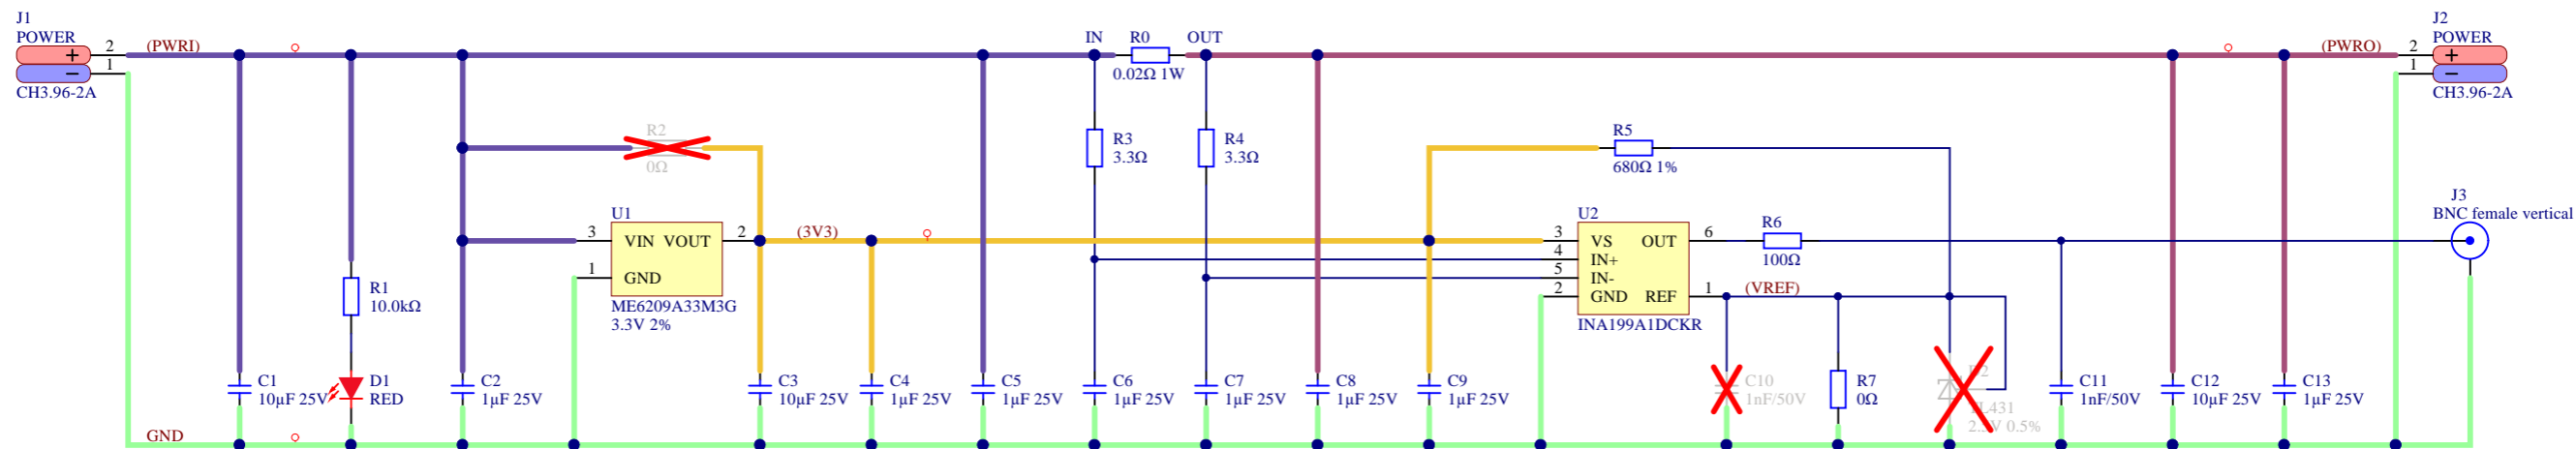 J1
POWER
2
+
1
−
CH3.96-2A
(PWRI)
IN
R0
OUT
0.02Ω 1W
(PWRO)
J2
POWER
2
+
1
−
CH3.96-2A
R2
0Ω
R3
3.3Ω
R4
3.3Ω
R5
680Ω 1%
U1
3
VIN VOUT
2
1
GND
ME6209A33M3G
3.3V 2%
(3V3)
U2
3
VS
OUT
6
4
IN+
5
IN-
2
GND
REF
1
INA199A1DCKR
(VREF)
R6
100Ω
J3
BNC female vertical
R1
10.0kΩ
C1
10µF 25V
D1
RED
C2
1µF 25V
C3
10µF 25V
C4
1µF 25V
C5
1µF 25V
C6
1µF 25V
C7
1µF 25V
C8
1µF 25V
C9
1µF 25V
C10
1nF/50V
R7
0Ω
0.5%
C11
1nF/50V
C12
10µF 25V
C13
1µF 25V
GND